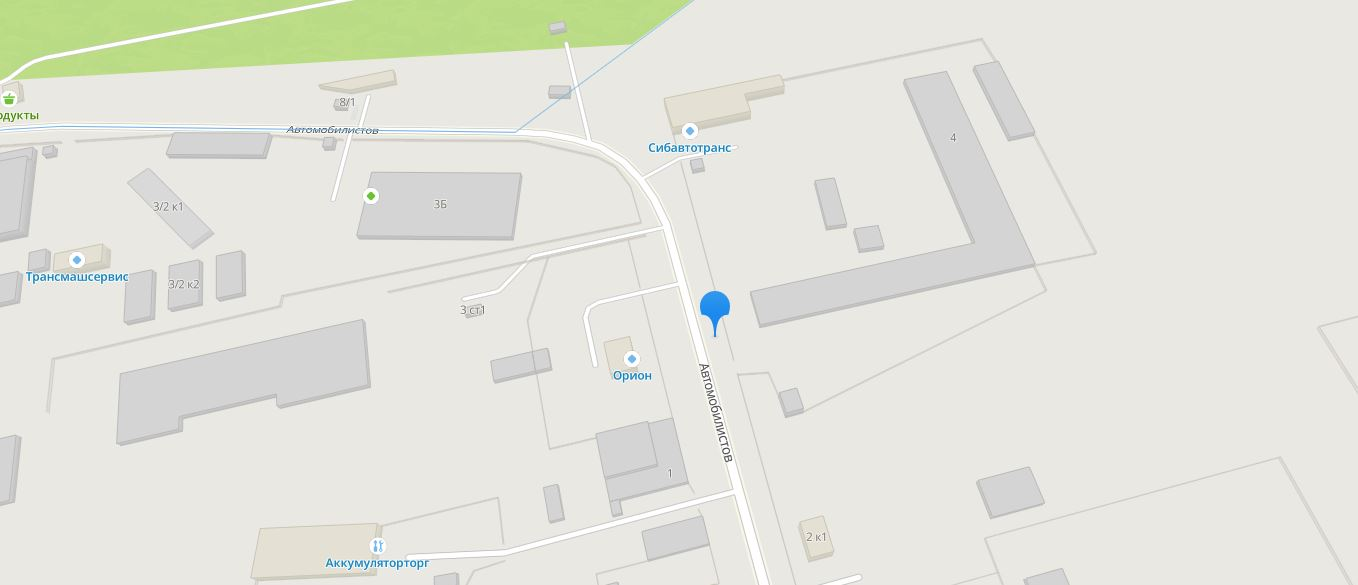 8/1
одукты
Автомобилистов
4
Сибавтотранс
3Б
3/2 к1
Трансмашсервис
3/2 к2
3 ст1
Орион
Автомобилистов
1
2 к1
Аккумуляторторг